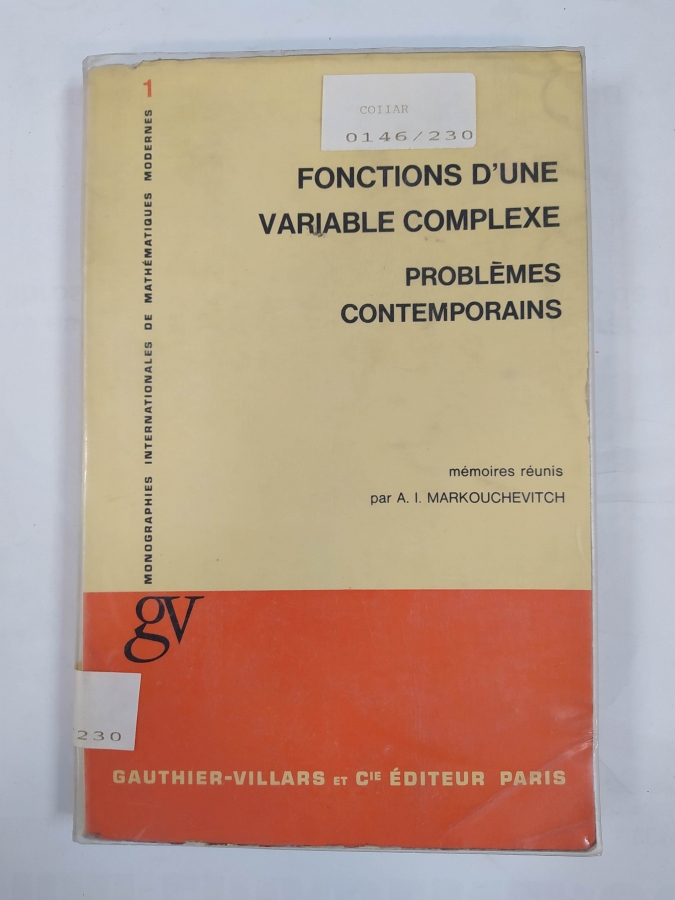 COIIAR
0146/230
1
MONOGRAPHIES INTERNATIONALES DE MATHÉMATIQUES MODERNES
FONCTIONS D'UNE
VARIABLE COMPLEXE
PROBLÈMES
CONTEMPORAINS
mémoires réunis
par A. I. MARKOUCHEVITCH
gv
230
GAUTHIER-VILLARS ET CIE ÉDITEUR PARIS